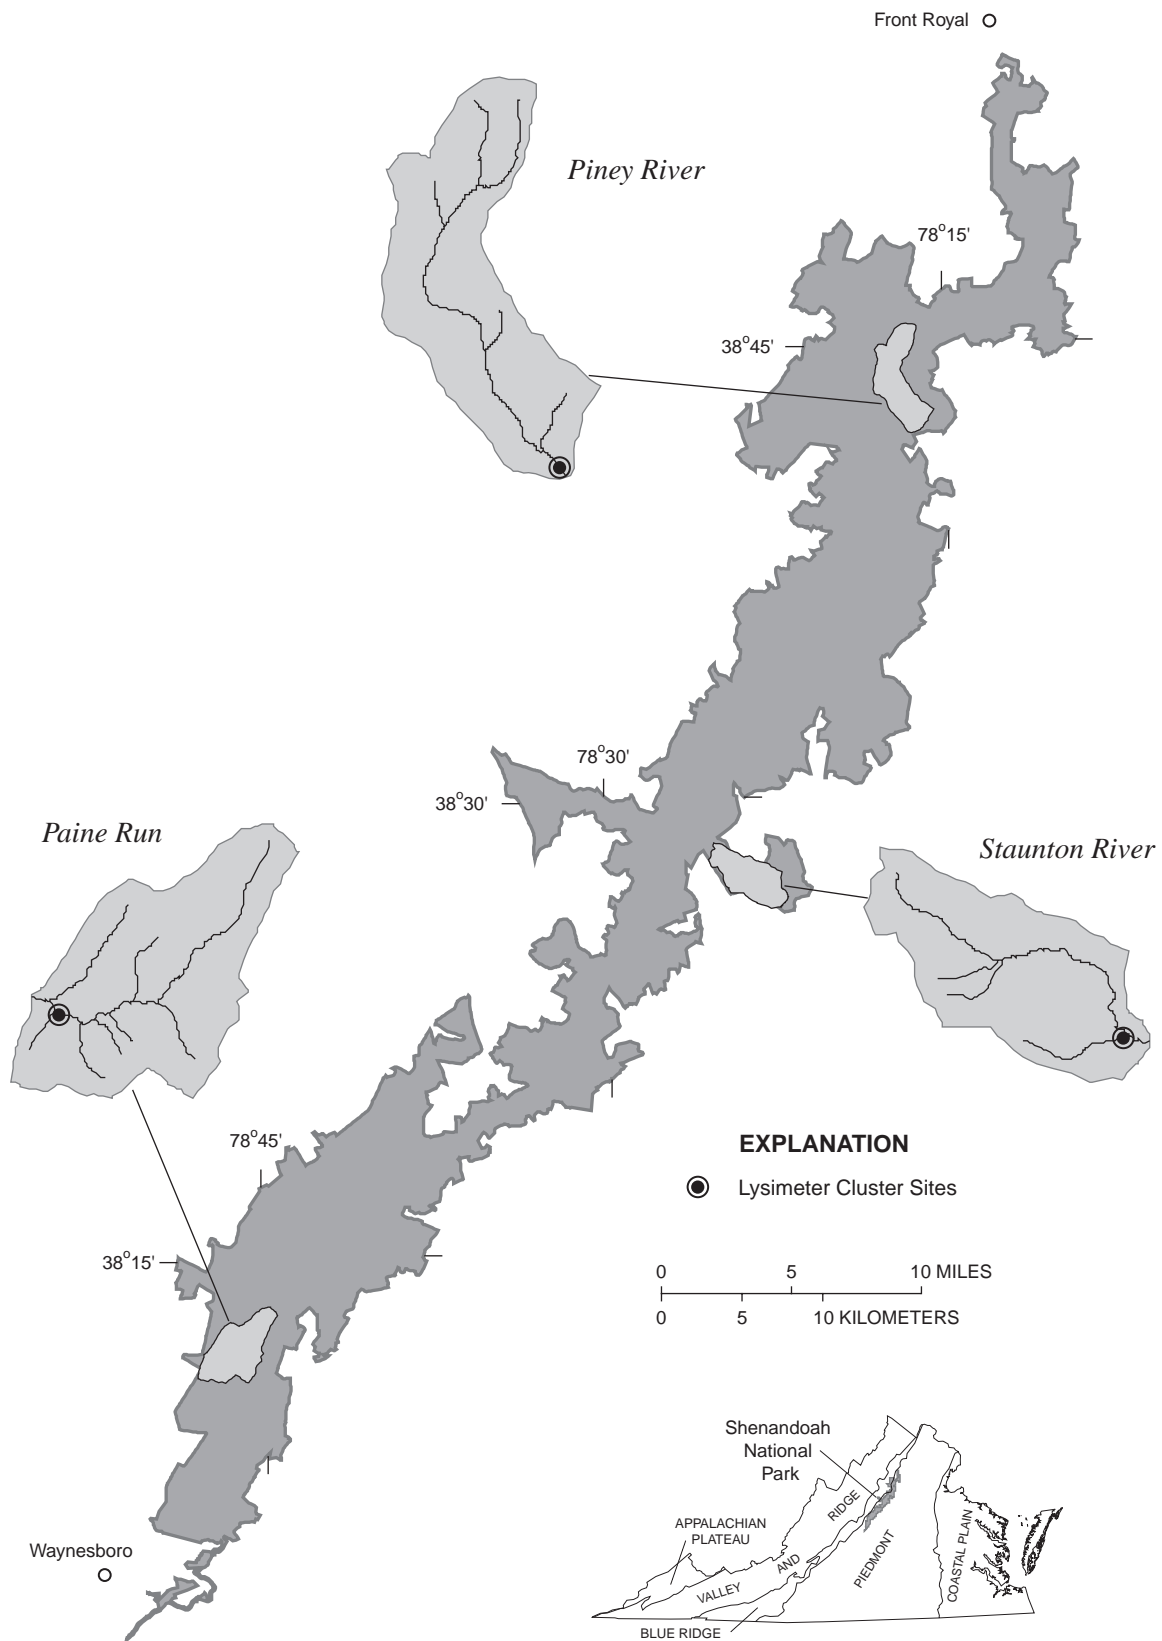 Front Royal
Piney River
78°15'
38°45'
78°30'
38°30'
Paine Run
Staunton River
78°45'
EXPLANATION
Lysimeter Cluster Sites
38°15'
0 5 10 MILES
0 5 10 KILOMETERS
Shenandoah
National
Park
RIDGE
APPALACHIAN
PLATEAU
AND
VALLEY
PIEDMONT
COASTAL PLAIN
BLUE RIDGE
Waynesboro